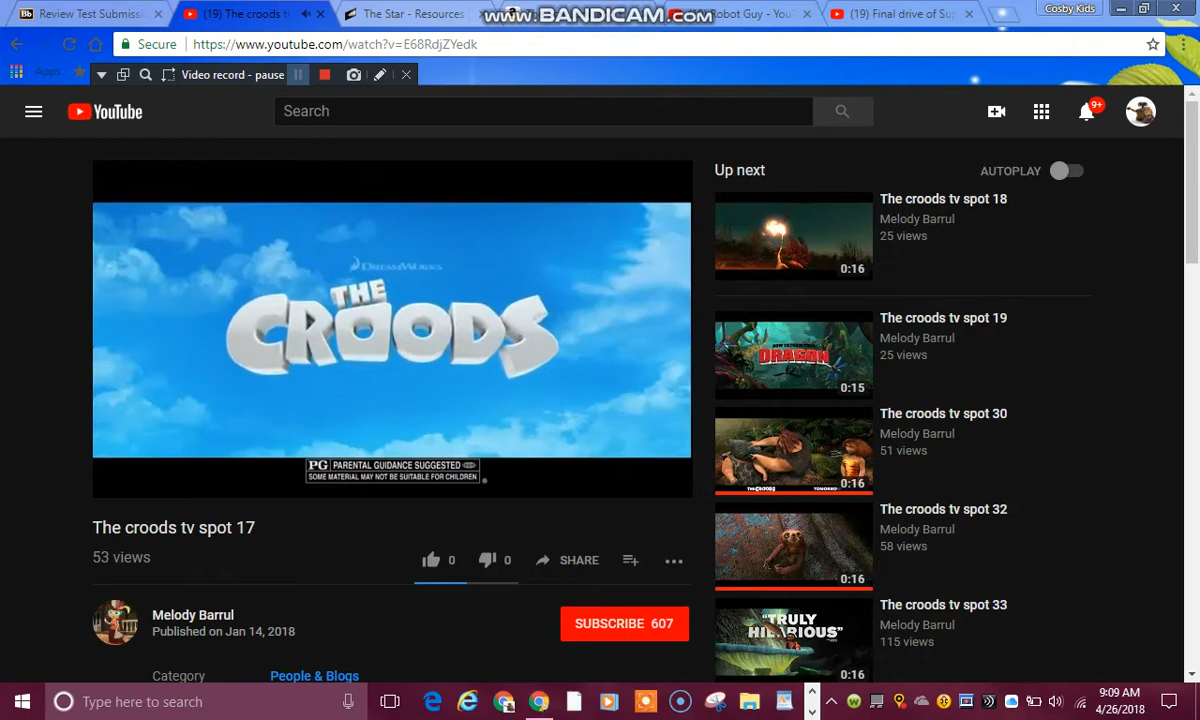 Review Test Submiss
(19) The croods t
The Star - Resources
www.BANDICAM.com
Robot Guy - YouTu
(19) Final drive of Sup
Cosby Kids
Secure
https://www.youtube.com/watch?v=E68RdjZYedk
Apps
Video record - pause
YouTube
Search
9+
Up next
AUTOPLAY
DREAMWORKS
THE
CROODS
PG PARENTAL GUIDANCE SUGGESTED
SOME MATERIAL MAY NOT BE SUITABLE FOR CHILDREN
The croods tv spot 17
53 views
0
0
SHARE
Melody Barrul
Published on Jan 14, 2018
SUBSCRIBE 607
Category
People & Blogs
The croods tv spot 18
Melody Barrul
25 views
0:16
The croods tv spot 19
Melody Barrul
25 views
DRAGON
0:15
The croods tv spot 30
Melody Barrul
51 views
THE CROODS
TOMORRO
0:16
The croods tv spot 32
Melody Barrul
58 views
0:16
The croods tv spot 33
Melody Barrul
115 views
"TRULY
HILARIOUS"
0:16
Type here to search
9:09 AM
4/26/2018